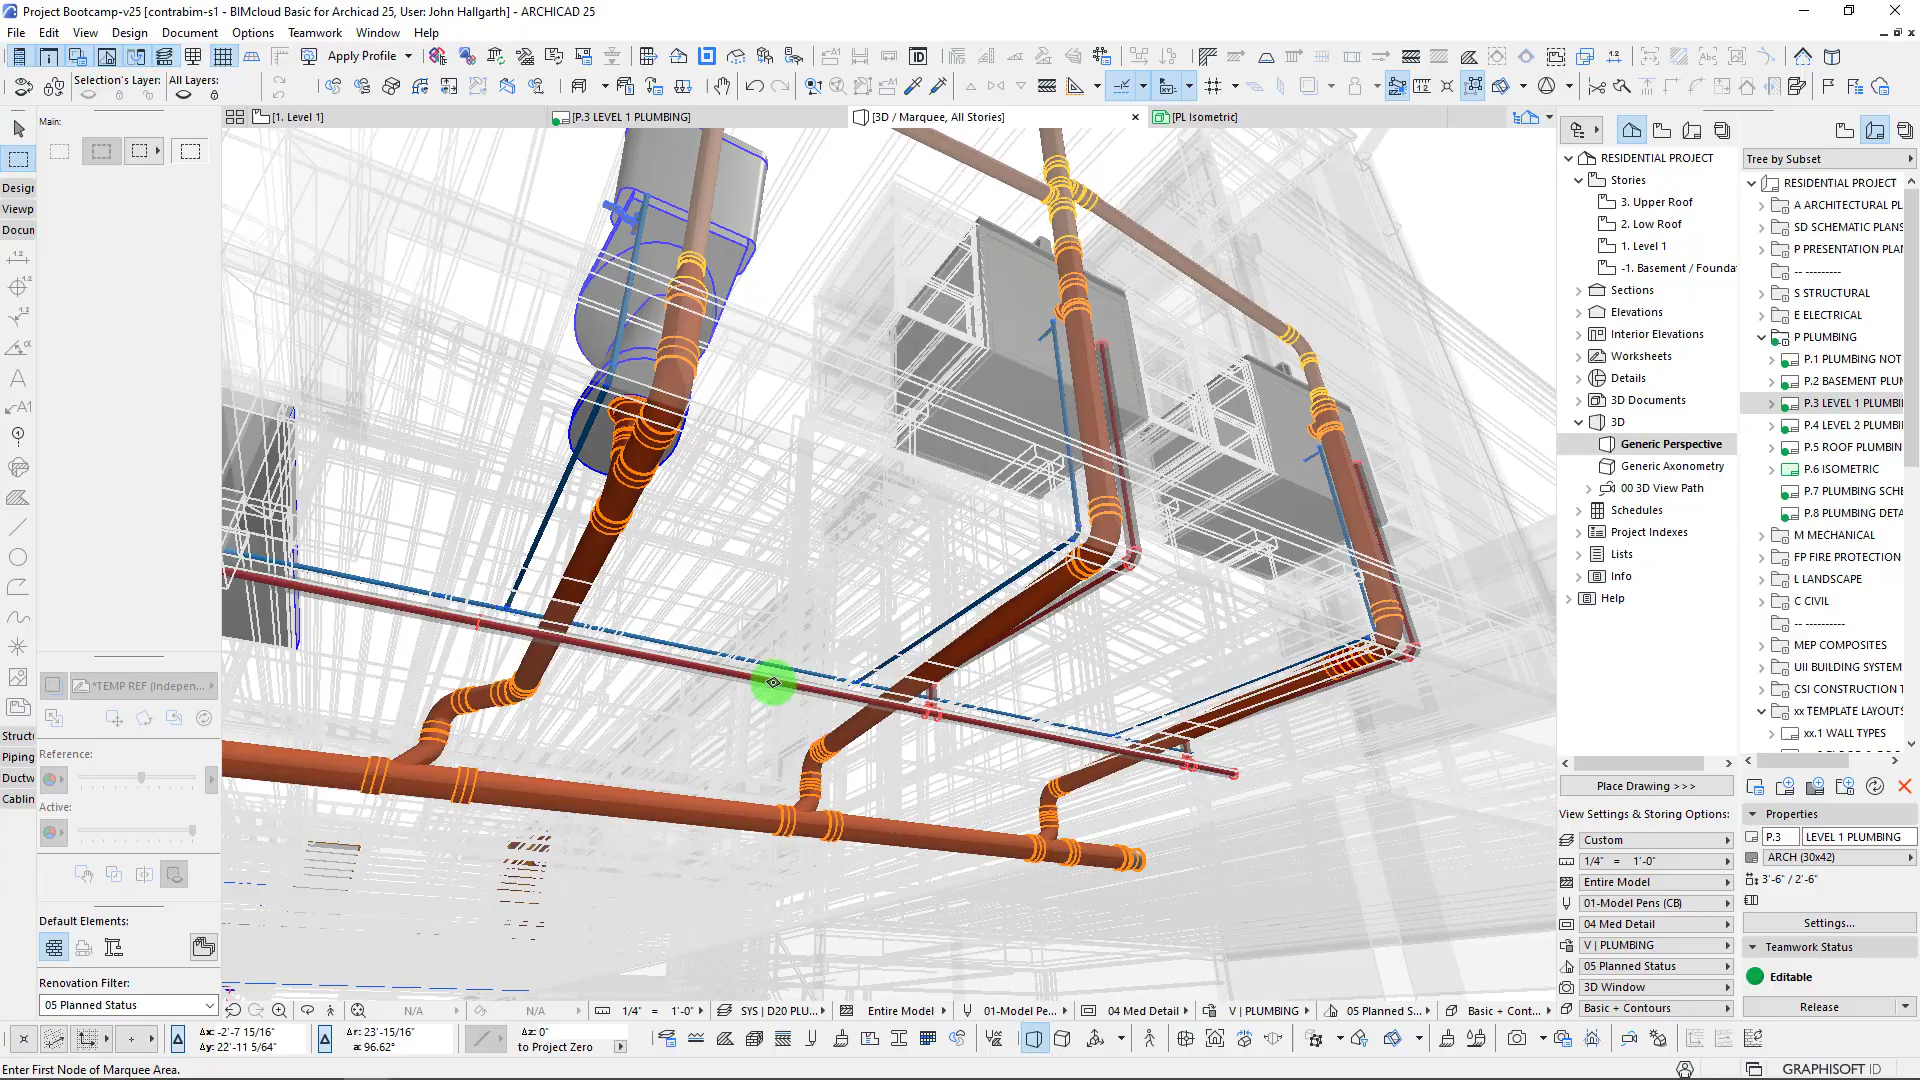 Project Bootcamp-v25 [contrabim-s1 - BIMcloud Basic for Archicad 25, User: John Hallgarth] - ARCHICAD 25
File Edit View Design Document Options Teamwork Window Help
Apply Profile
Selection's Layer: All Layers:
Main:
[1. Level 1]
[P.3 LEVEL 1 PLUMBING]
[3D / Marquee, All Stories]
[PL Isometric]
Desigr
Viewp
Docun
Struct
Piping
Ductw
Cablin
*TEMP REF (Indepen...
Reference:
Active:
Default Elements:
Renovation Filter:
05 Planned Status
RESIDENTIAL PROJECT
Stories
3. Upper Roof
2. Low Roof
1. Level 1
-1. Basement / Founda
Sections
Elevations
Interior Elevations
Worksheets
Details
3D Documents
3D
Generic Perspective
Generic Axonometry
00 3D View Path
Schedules
Project Indexes
Lists
Info
Help
Place Drawing >>>
View Settings & Storing Options:
Custom
1/4" = 1'-0"
Entire Model
01-Model Pens (CB)
04 Med Detail
V | PLUMBING
05 Planned Status
3D Window
Basic + Contours
Tree by Subset
RESIDENTIAL PROJECT
A ARCHITECTURAL PL
SD SCHEMATIC PLANS
P PRESENTATION PLAN
-- ---------
S STRUCTURAL
E ELECTRICAL
P PLUMBING
P.1 PLUMBING NOT
P.2 BASEMENT PLUM
P.3 LEVEL 1 PLUMBI
P.4 LEVEL 2 PLUMBI
P.5 ROOF PLUMBIN
P.6 ISOMETRIC
P.7 PLUMBING SCHE
P.8 PLUMBING DETA
M MECHANICAL
FP FIRE PROTECTION
L LANDSCAPE
C CIVIL
-- ----------
MEP COMPOSITES
UII BUILDING SYSTEM
CSI CONSTRUCTION T
xx TEMPLATE LAYOUTS
xx.1 WALL TYPES
Properties
P.3 LEVEL 1 PLUMBING
ARCH (30x42)
3'-6" / 2'-6"
Settings...
Teamwork Status
Editable
Release
N/A N/A 1/4" = 1'-0" SYS | D20 PLU... Entire Model 01-Model Pe... 04 Med Detail V | PLUMBING 05 Planned S... Basic + Cont...
Δx: -2'-7 15/16"
Δy: 22'-11 5/64"
Δr: 23'-15/16"
a: 96.62°
Δz: 0"
to Project Zero
Enter First Node of Marquee Area.
GRAPHISOFT ID